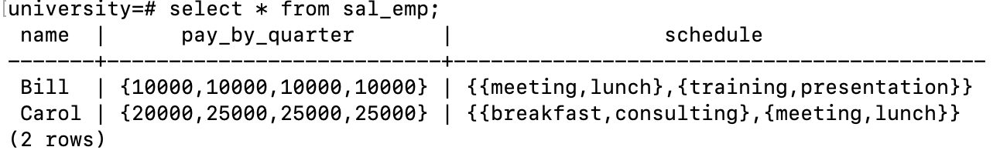 [university=# select * from sal_emp;
 name  |      pay_by_quarter       |                 schedule
-------+---------------------------+-------------------------------------------
 Bill  | {10000,10000,10000,10000} | {{meeting,lunch},{training,presentation}}
 Carol | {20000,25000,25000,25000} | {{breakfast,consulting},{meeting,lunch}}
(2 rows)